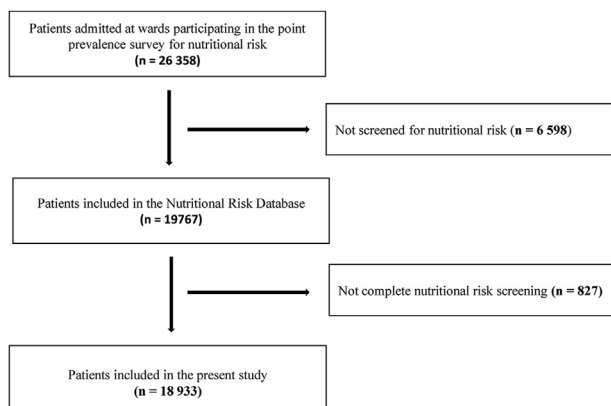 Patients admitted at wards participating in the point
prevalence survey for nutritional risk
(n = 26 358)
Not screened for nutritional risk (n = 6 598)
Patients included in the Nutritional Risk Database
(n = 19767)
Not complete nutritional risk screening (n = 827)
Patients included in the present study
(n = 18 933)